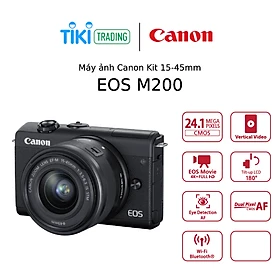 TIKI
TRADING
Canon
Máy ảnh Canon Kit 15-45mm
EOS M200
Canon
EOS
24.1 MEGA PIXELS
CMOS
Vertical Video
EOS Movie
4K+FULL HD
Tilt-up LCD
180°
Eye Detection
AF
Dual Pixel CMOS AF
Wi-Fi
Bluetooth®